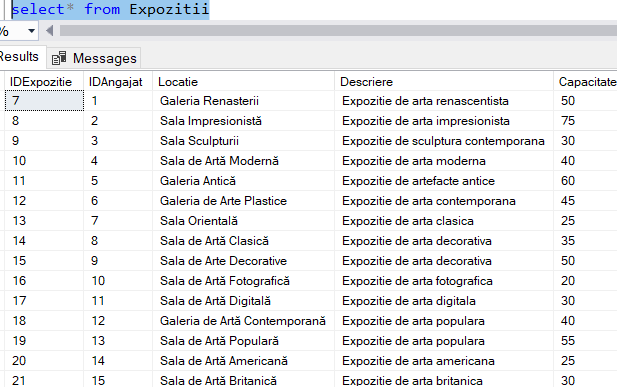 select* from Expozitii
%
Results Messages
IDExpozitie IDAngajat Locatie Descriere Capacitate
7 1 Galeria Renasterii Expozitie de arta renascentista 50
8 2 Sala Impresionistă Expozitie de arta impresionista 75
9 3 Sala Sculpturii Expozitie de sculptura contemporana 30
10 4 Sala de Artă Modernă Expozitie de arta moderna 40
11 5 Galeria Antică Expozitie de artefacte antice 60
12 6 Galeria de Arte Plastice Expozitie de arta contemporana 45
13 7 Sala Orientală Expozitie de arta clasica 25
14 8 Sala de Artă Clasică Expozitie de arta decorativa 35
15 9 Sala de Arte Decorative Expozitie de arta decorativa 50
16 10 Sala de Artă Fotografică Expozitie de arta fotografica 20
17 11 Sala de Artă Digitală Expozitie de arta digitala 30
18 12 Galeria de Artă Contemporană Expozitie de arta populara 40
19 13 Sala de Artă Populară Expozitie de arta populara 55
20 14 Sala de Artă Americană Expozitie de arta americana 25
21 15 Sala de Artă Britanică Expozitie de arta britanica 30